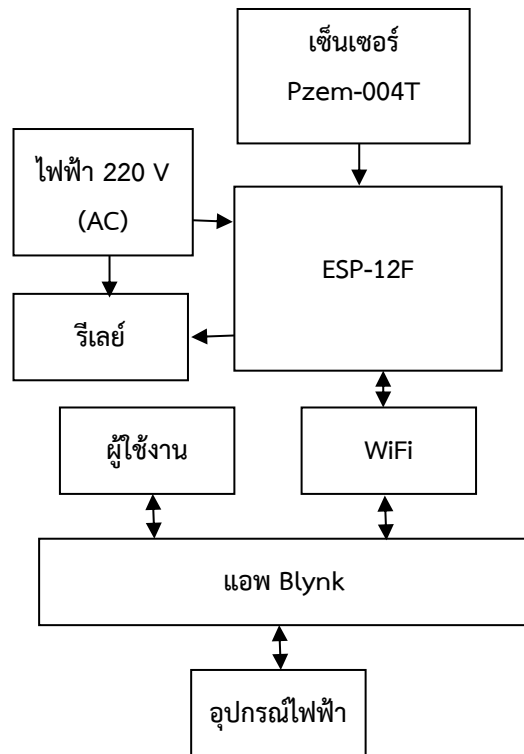 เซ็นเซอร์
Pzem-004T
ไฟฟ้า 220 V
(AC)
ESP-12F
รีเลย์
ผู้ใช้งาน
WiFi
แอพ Blynk
อุปกรณ์ไฟฟ้า